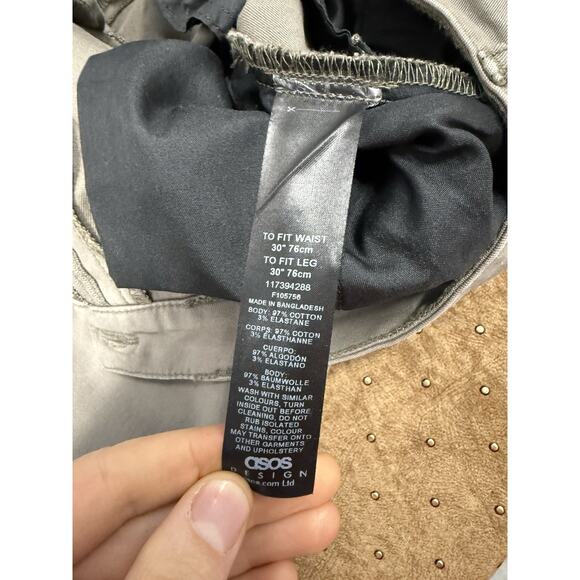 TO FIT WAIST
30" 76cm
TO FIT LEG
30" 76cm
117394288
F105756
MADE IN BANGLADESH
BODY: 97% COTTON
3% ELASTANE
CORPS: 97% COTON
3% ÉLASTHANNE
CUERPO:
97% ALGODÓN
3% ELASTANO
BODY:
97% BAUMWOLLE
3% ELASTHAN
WASH WITH SIMILAR
COLOURS, TURN
INSIDE OUT BEFORE
CLEANING, DO NOT
RUB ISOLATED
STAINS, COLOUR
MAY TRANSFER ONTO
OTHER GARMENTS
AND UPHOLSTERY
asos
DESIGN
.com Ltd